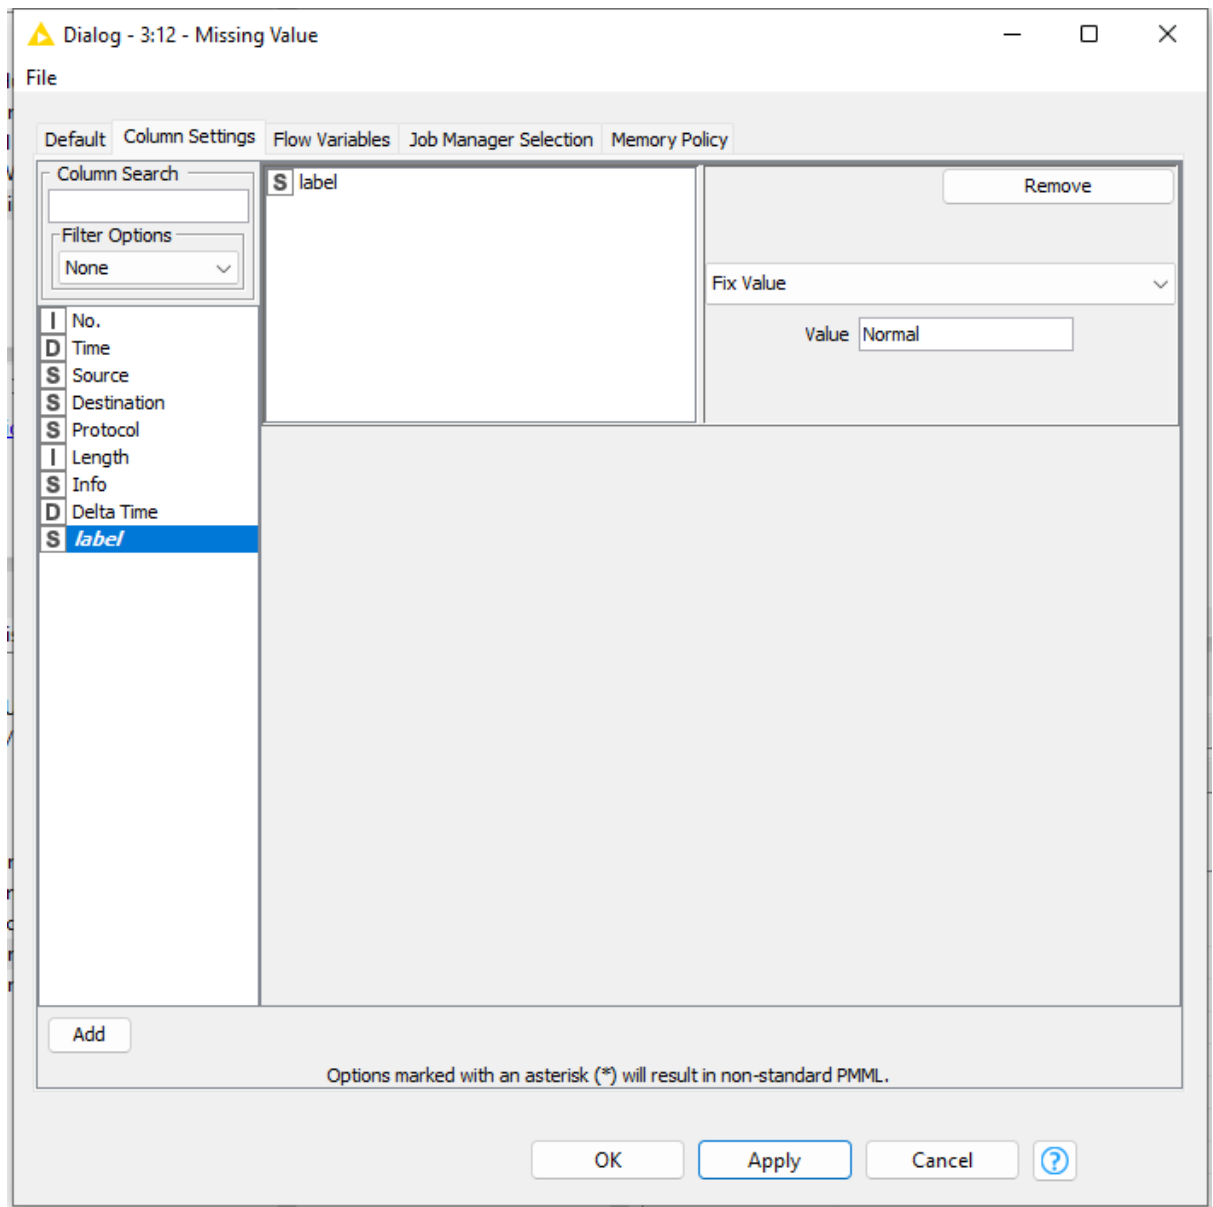 Dialog - 3:12 - Missing Value
File
Default Column Settings Flow Variables Job Manager Selection Memory Policy
Column Search
Filter Options
None
I No.
D Time
S Source
S Destination
S Protocol
I Length
S Info
D Delta Time
S label
S label
Remove
Fix Value
Value Normal
Add
Options marked with an asterisk (*) will result in non-standard PMML.
OK Apply Cancel ?